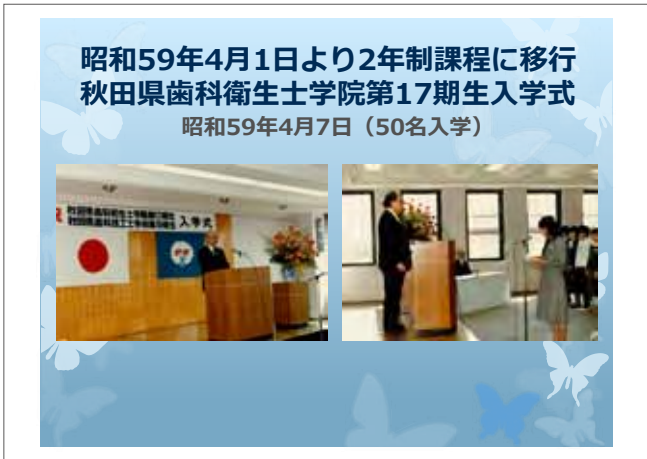 昭和59年4月1日より2年制課程に移行
秋田県歯科衛生士学院第17期生入学式
昭和59年4月7日（50名入学）
入学式